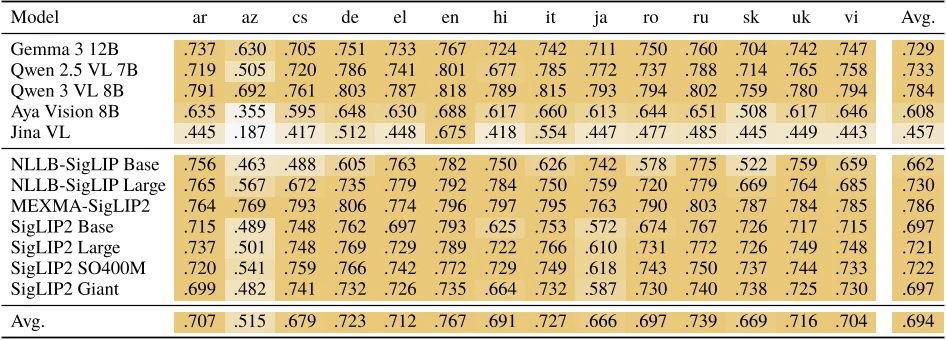 Model ar az cs de el en hi it ja ro ru sk uk vi Avg.
Gemma 3 12B .737 .630 .705 .751 .733 .767 .724 .742 .711 .750 .760 .704 .742 .747 .729
Qwen 2.5 VL 7B .719 .505 .720 .786 .741 .801 .677 .785 .772 .737 .788 .714 .765 .758 .733
Qwen 3 VL 8B .791 .692 .761 .803 .787 .818 .789 .815 .793 .794 .802 .759 .780 .794 .784
Aya Vision 8B .635 .355 .595 .648 .630 .688 .617 .660 .613 .644 .651 .508 .617 .646 .608
Jina VL .445 .187 .417 .512 .448 .675 .418 .554 .447 .477 .485 .445 .449 .443 .457
NLLB-SigLIP Base .756 .463 .488 .605 .763 .782 .750 .626 .742 .578 .775 .522 .759 .659 .662
NLLB-SigLIP Large .765 .567 .672 .735 .779 .792 .784 .750 .759 .720 .779 .669 .764 .685 .730
MEXMA-SigLIP2 .764 .769 .793 .806 .774 .796 .797 .795 .763 .790 .803 .787 .784 .785 .786
SigLIP2 Base .715 .489 .748 .762 .697 .793 .625 .753 .572 .674 .767 .726 .717 .715 .697
SigLIP2 Large .737 .501 .748 .769 .729 .789 .722 .766 .610 .731 .772 .726 .749 .748 .721
SigLIP2 SO400M .720 .541 .759 .766 .742 .772 .729 .749 .618 .743 .750 .737 .744 .733 .722
SigLIP2 Giant .699 .482 .741 .732 .726 .735 .664 .732 .587 .730 .740 .738 .725 .730 .697
Avg. .707 .515 .679 .723 .712 .767 .691 .727 .666 .697 .739 .669 .716 .704 .694